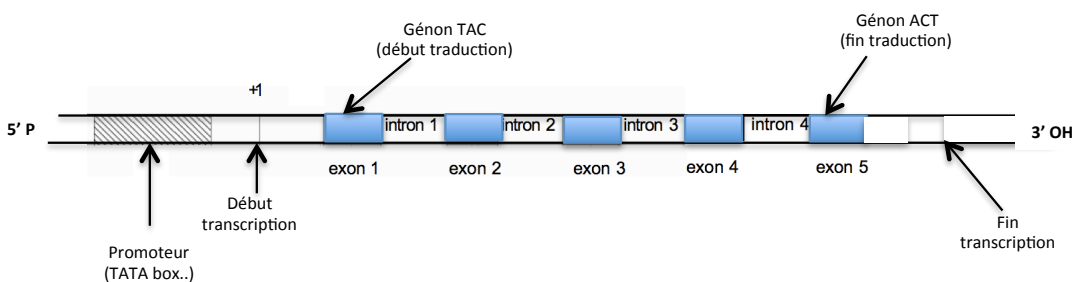 Génon TAC
(début traduction)
Génon ACT
(fin traduction)
+1
5' P
intron 1
intron 2
intron 3
intron 4
3' OH
exon 1
exon 2
exon 3
exon 4
exon 5
Début
transcription
Fin
transcription
Promoteur
(TATA box..)